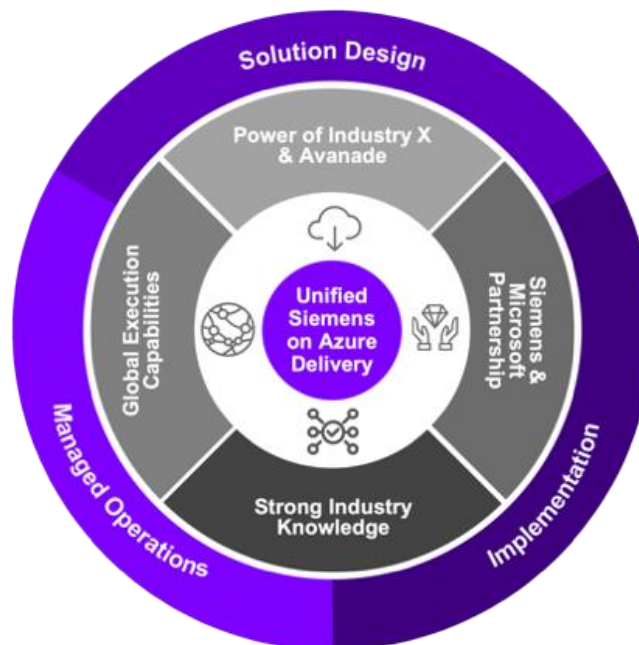 Solution Design
Power of Industry X
& Avanade
Global Execution
Capabilities
Unified
Siemens
on Azure
Delivery
Siemens &
Microsoft
Partnership
Strong Industry
Knowledge
Managed Operations
Implementation